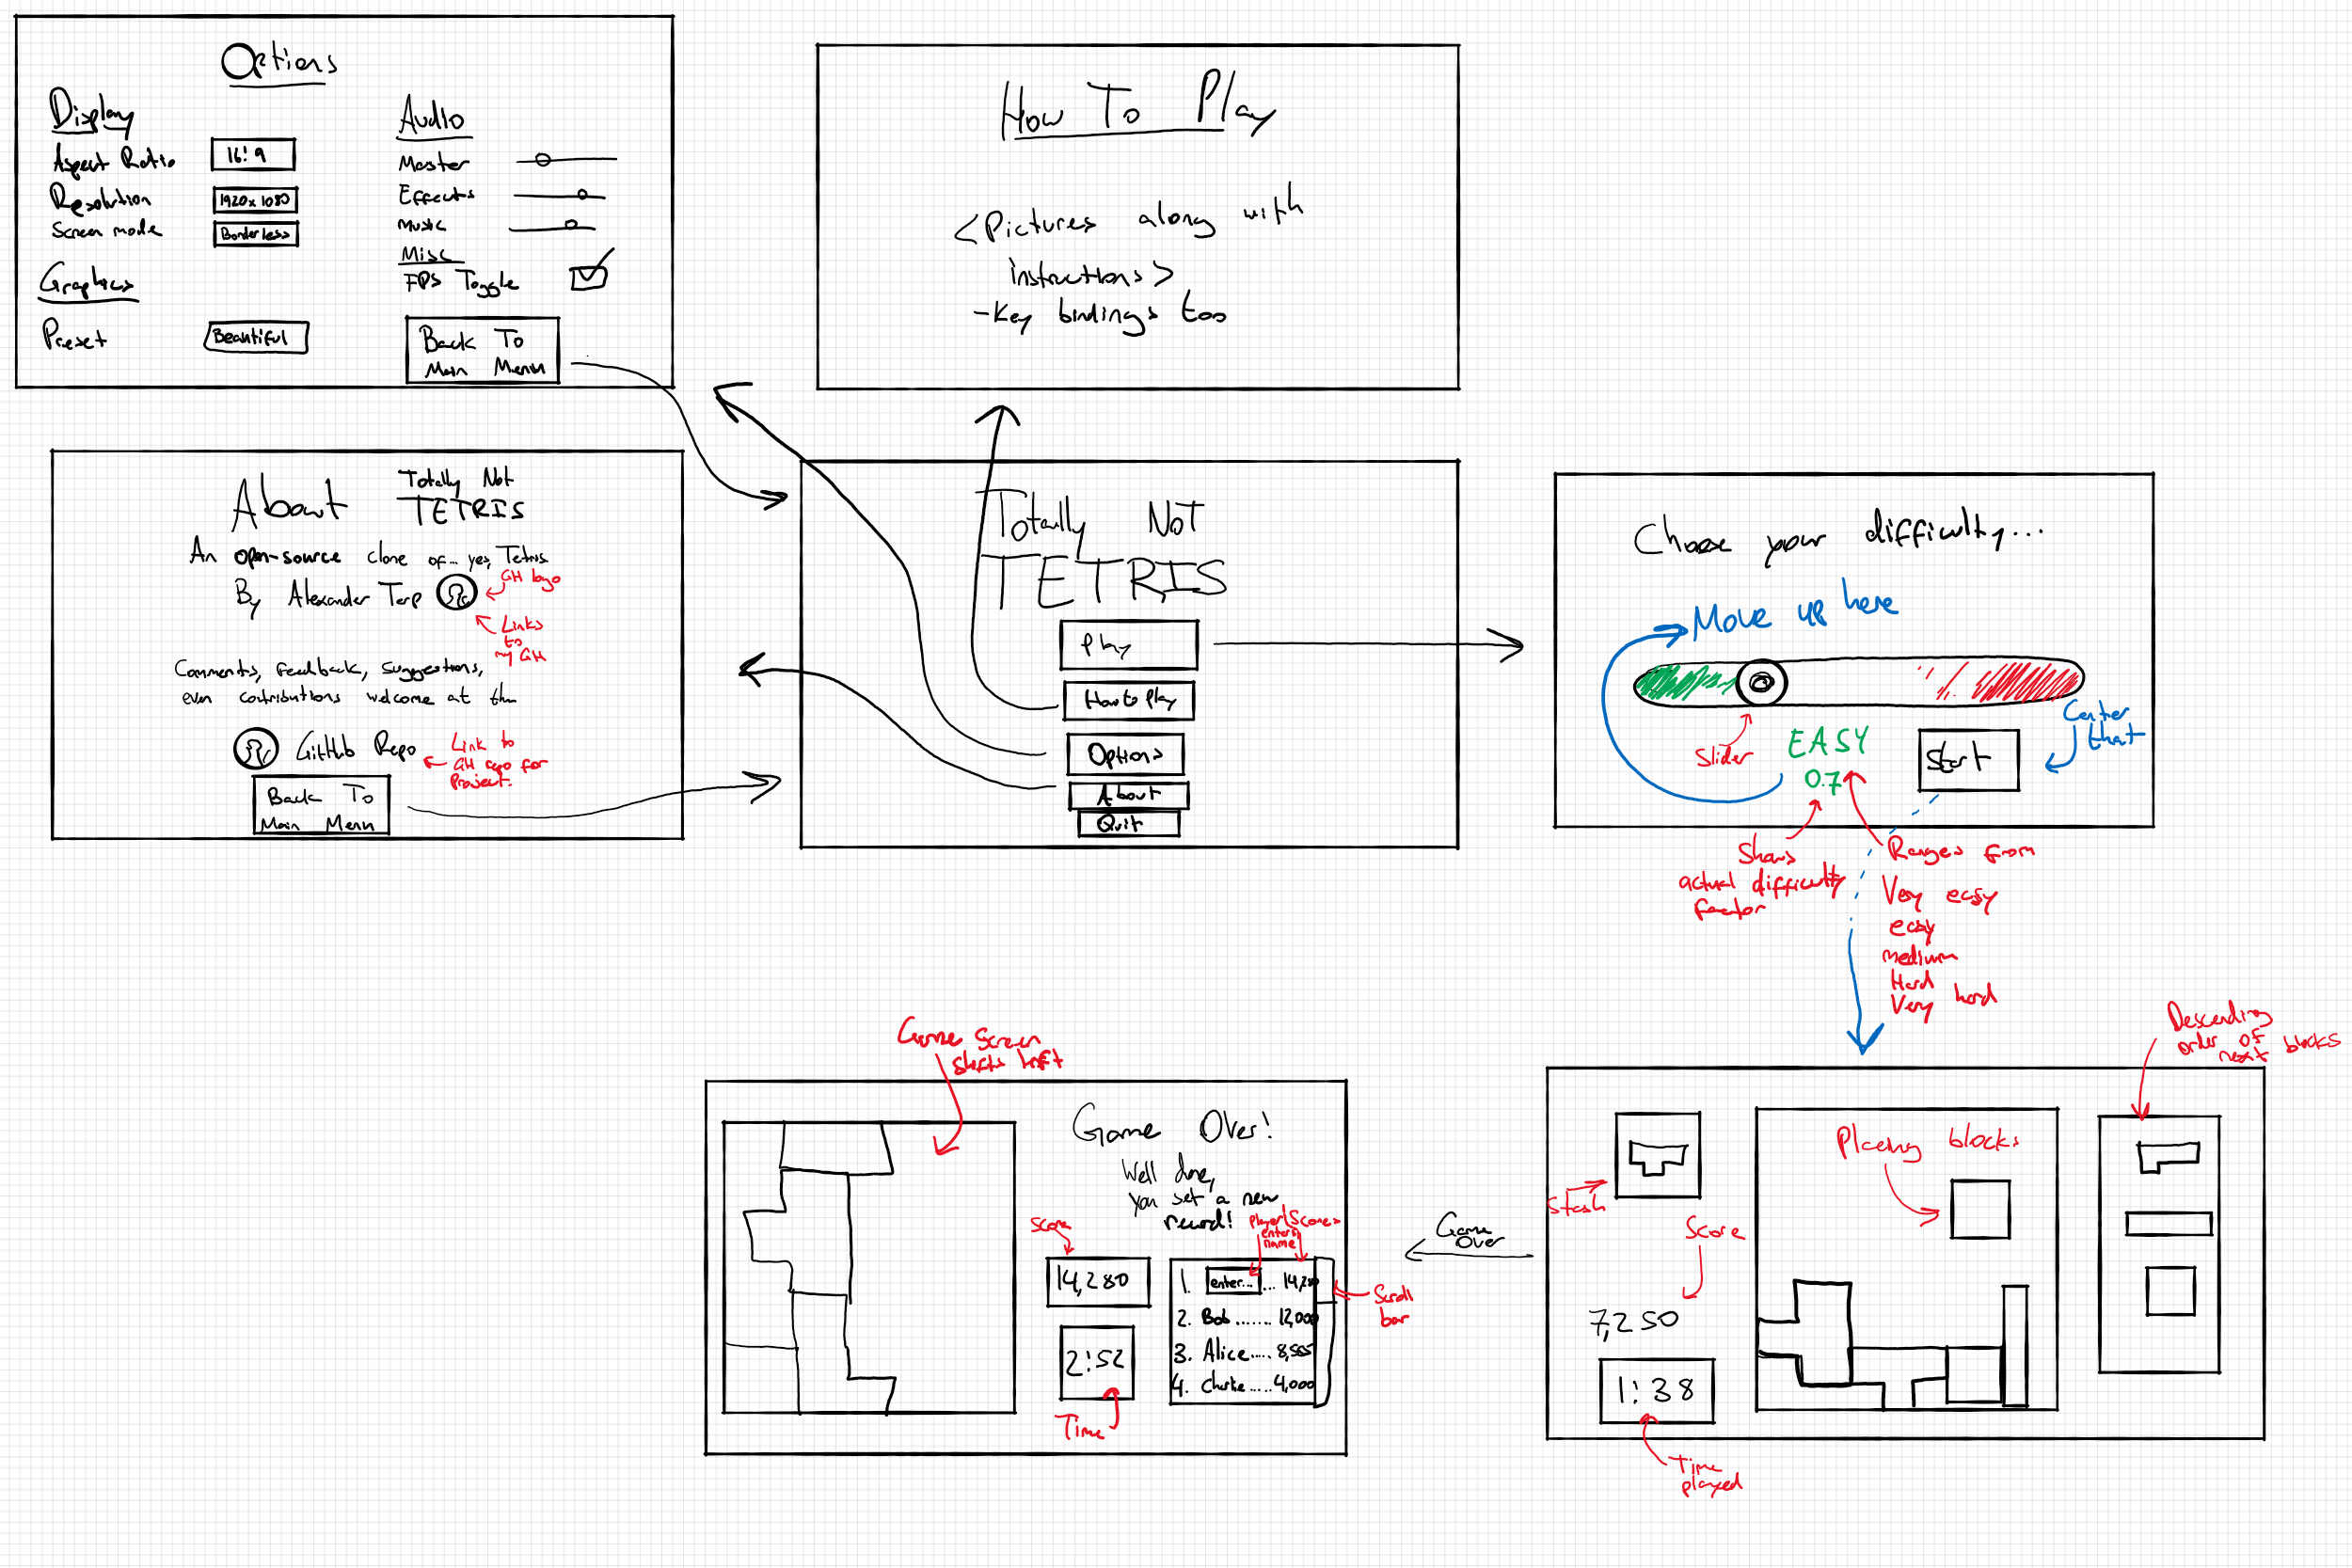 Options
Display
Aspect Ratio 16:9
Resolution 1920x1080
Screen mode Borderless
Graphics
Preset Beautiful
Audio
Master
Effects
Music
Misc
FPS Toggle
Back To
Main Menu
How To Play
<Pictures along with
instructions>
- Key bindings too
About Totally Not
TETRIS
An open-source clone of... yes, Tetris
By Alexander Terp
GH logo
Links
to
my GH
Comments, feedback, suggestions,
even contributions welcome at the
GitHub Repo
Link to
GH repo for
Project.
Back To
Main Menu
Totally NoT
TETRIS
Play
How to Play
Options
About
Quit
Choose your difficulty...
Move up here
Slider
EASY
0.7
Start
Center
that
Shows
actual difficulty
factor
Ranges from
Very easy
easy
medium
Hard
Very hard
Game Screen
shifts left
Game Over!
Well done,
you set a new
record!
Score
14,280
2:52
Time
Player
enters
name
Scores
1. enter... ... 14,280
2. Bob ....... 12,000
3. Alice ..... 8,565
4. Charlie ..... 4,000
Scroll
bar
Game
Over
Stash
Score
7,250
1:38
Time
played
Placing blocks
Descending
order of
next blocks